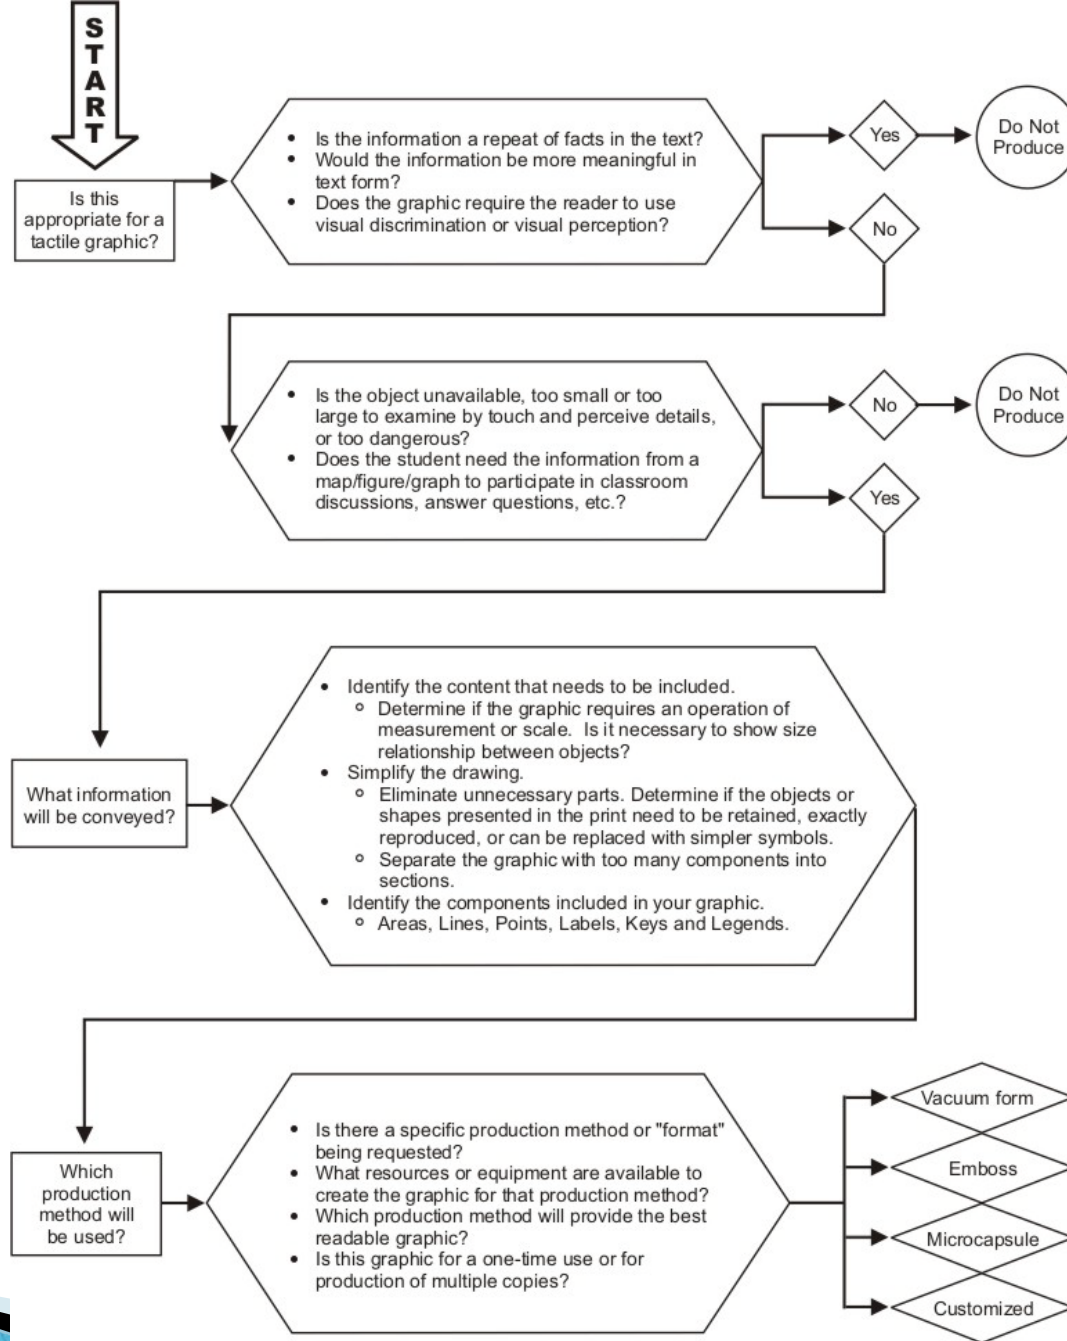 START
Is this
appropriate for a
tactile graphic?
• Is the information a repeat of facts in the text?
• Would the information be more meaningful in
text form?
• Does the graphic require the reader to use
visual discrimination or visual perception?
Yes
Do Not
Produce
No
• Is the object unavailable, too small or too
large to examine by touch and perceive details,
or too dangerous?
• Does the student need the information from a
map/figure/graph to participate in classroom
discussions, answer questions, etc.?
No
Do Not
Produce
Yes
What information
will be conveyed?
• Identify the content that needs to be included.
o Determine if the graphic requires an operation of
measurement or scale. Is it necessary to show size
relationship between objects?
• Simplify the drawing.
o Eliminate unnecessary parts. Determine if the objects or
shapes presented in the print need to be retained, exactly
reproduced, or can be replaced with simpler symbols.
o Separate the graphic with too many components into
sections.
• Identify the components included in your graphic.
o Areas, Lines, Points, Labels, Keys and Legends.
Which
production
method will
be used?
• Is there a specific production method or "format"
being requested?
• What resources or equipment are available to
create the graphic for that production method?
• Which production method will provide the best
readable graphic?
• Is this graphic for a one-time use or for
production of multiple copies?
Vacuum form
Emboss
Microcapsule
Customized